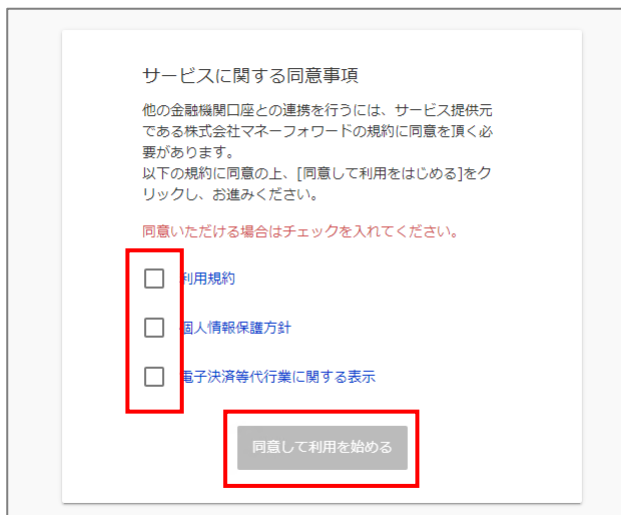 サービスに関する同意事項
他の金融機関口座との連携を行うには、サービス提供元
である株式会社マネーフォワードの規約に同意を頂く必
要があります。
以下の規約に同意の上、[同意して利用をはじめる]をク
リックし、お進みください。
同意いただける場合はチェックを入れてください。
利用規約
個人情報保護方針
電子決済等代行業に関する表示
同意して利用を始める